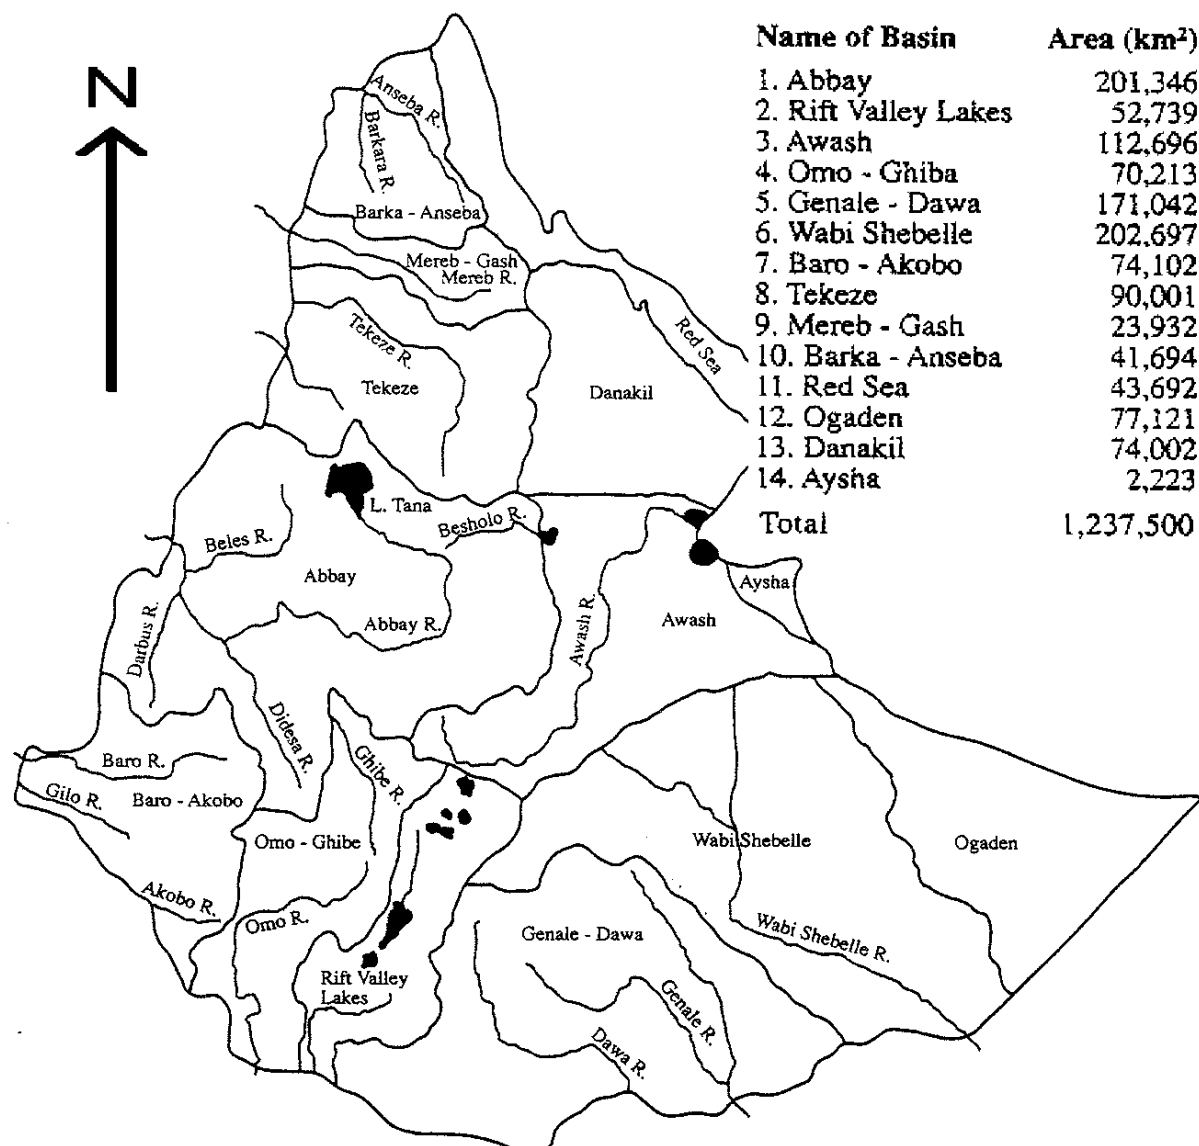 N
Name of Basin Area (km²)
1. Abbay 201,346
2. Rift Valley Lakes 52,739
3. Awash 112,696
4. Omo - Ghiba 70,213
5. Genale - Dawa 171,042
6. Wabi Shebelle 202,697
7. Baro - Akobo 74,102
8. Tekeze 90,001
9. Mereb - Gash 23,932
10. Barka - Anseba 41,694
11. Red Sea 43,692
12. Ogaden 77,121
13. Danakil 74,002
14. Aysha 2,223
Total 1,237,500
Anseba R.
Barkara R.
Barka - Anseba
Mereb - Gash
Mereb R.
Red Sea
Tekeze R.
Tekeze
Danakil
L. Tana
Besholo R.
Beles R.
Abbay
Aysha
Abbay R.
Awash R.
Awash
Darbus R.
Didesa R.
Ghibe R.
Baro R.
Gilo R.
Baro - Akobo
Omo - Ghibe
Wabi Shebelle
Ogaden
Akobo R.
Omo R.
Genale - Dawa
Wabi Shebelle R.
Rift Valley
Lakes
Genale R.
Dawa R.